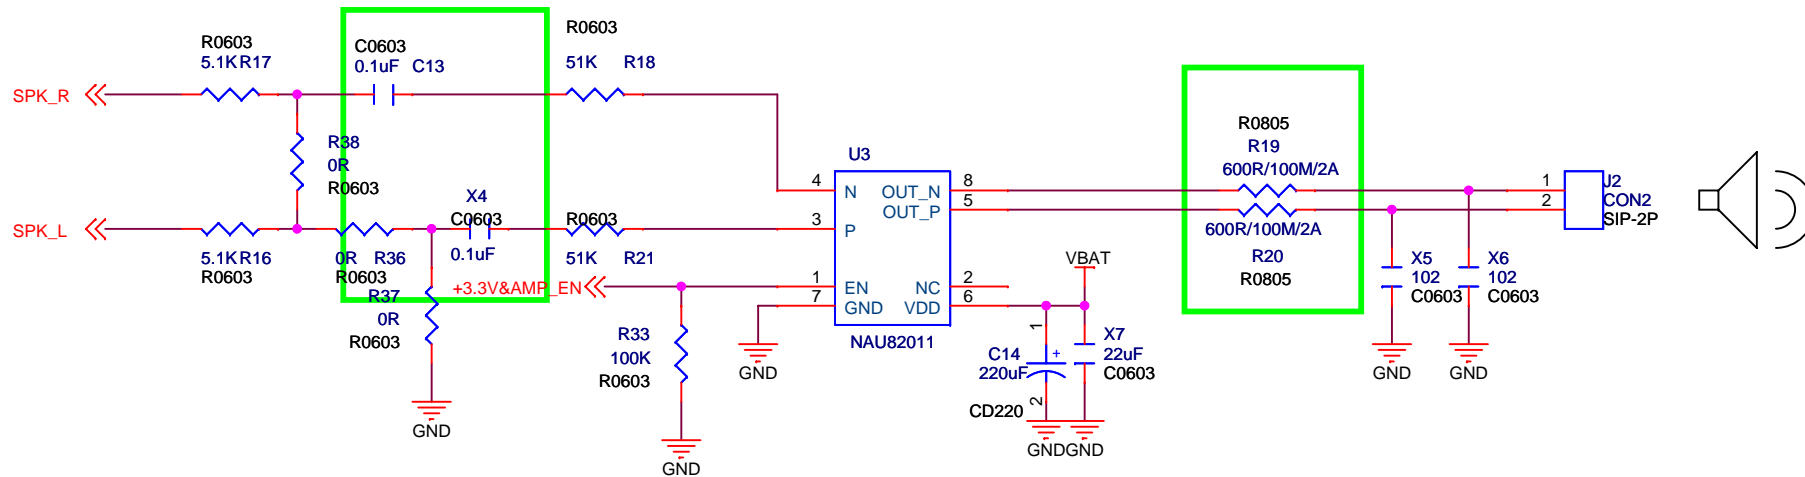 R0603
5.1K R17
SPK_R
C0603
0.1uF C13
R0603
51K R18
R38
0R
R0603
SPK_L
5.1K R16
R0603
0R R36
R0603
X4
C0603
0.1uF
R0603
51K R21
R37
0R
R0603
GND
+3.3V&AMP_EN
R33
100K
R0603
GND
GND
U3
4 N OUT_N 8
OUT_P 5
3 P
1 EN NC 2
7 GND VDD 6
NAU82011
VBAT
1
C14 +
220uF
2
CD220
X7
22uF
C0603
GND GND
R0805
R19
600R/100M/2A
600R/100M/2A
R20
R0805
X5
102
C0603
GND
X6
102
C0603
GND
1
2
J2
CON2
SIP-2P